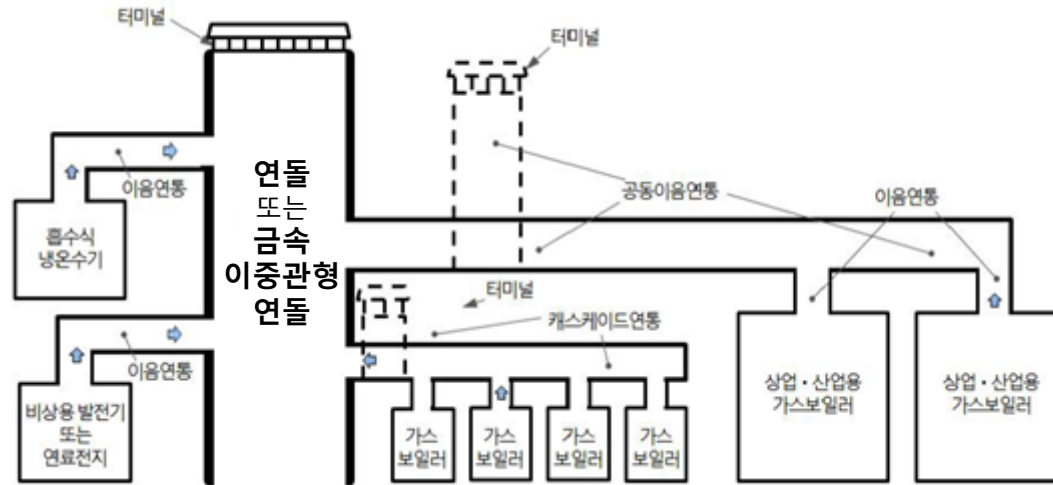 터미널
터미널
이음연통
연돌
또는
금속
이중관형
연돌
공동이음연통
이음연통
흡수식
냉온수기
터미널
캐스케이드연통
이음연통
비상용 발전기
또는
연료전지
가스
보일러
가스
보일러
가스
보일러
가스
보일러
상업・산업용
가스보일러
상업・산업용
가스보일러